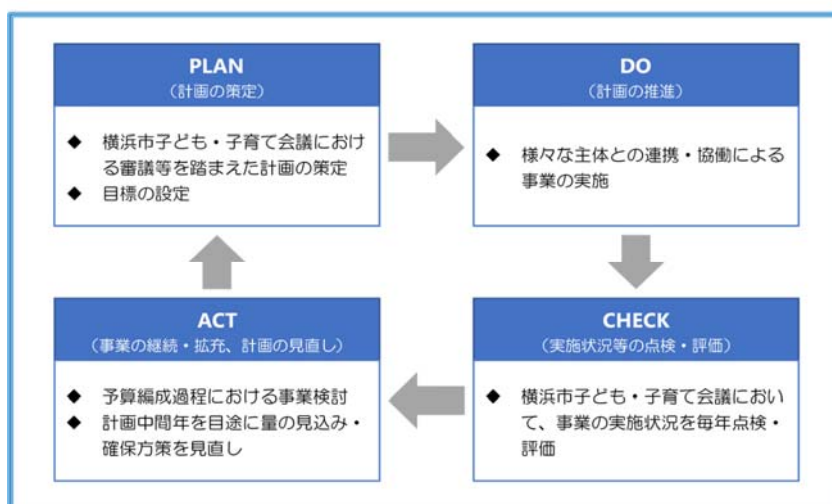 PLAN
（計画の策定）
◆ 横浜市子ども・子育て会議におけ
る審議等を踏まえた計画の策定
◆ 目標の設定
DO
（計画の推進）
◆ 様々な主体との連携・協働による
事業の実施
CHECK
（実施状況等の点検・評価）
◆ 横浜市子ども・子育て会議におい
て、事業の実施状況を毎年点検・
評価
ACT
（事業の継続・拡充、計画の見直し）
◆ 予算編成過程における事業検討
◆ 計画中間年を目途に量の見込み・
確保方策を見直し